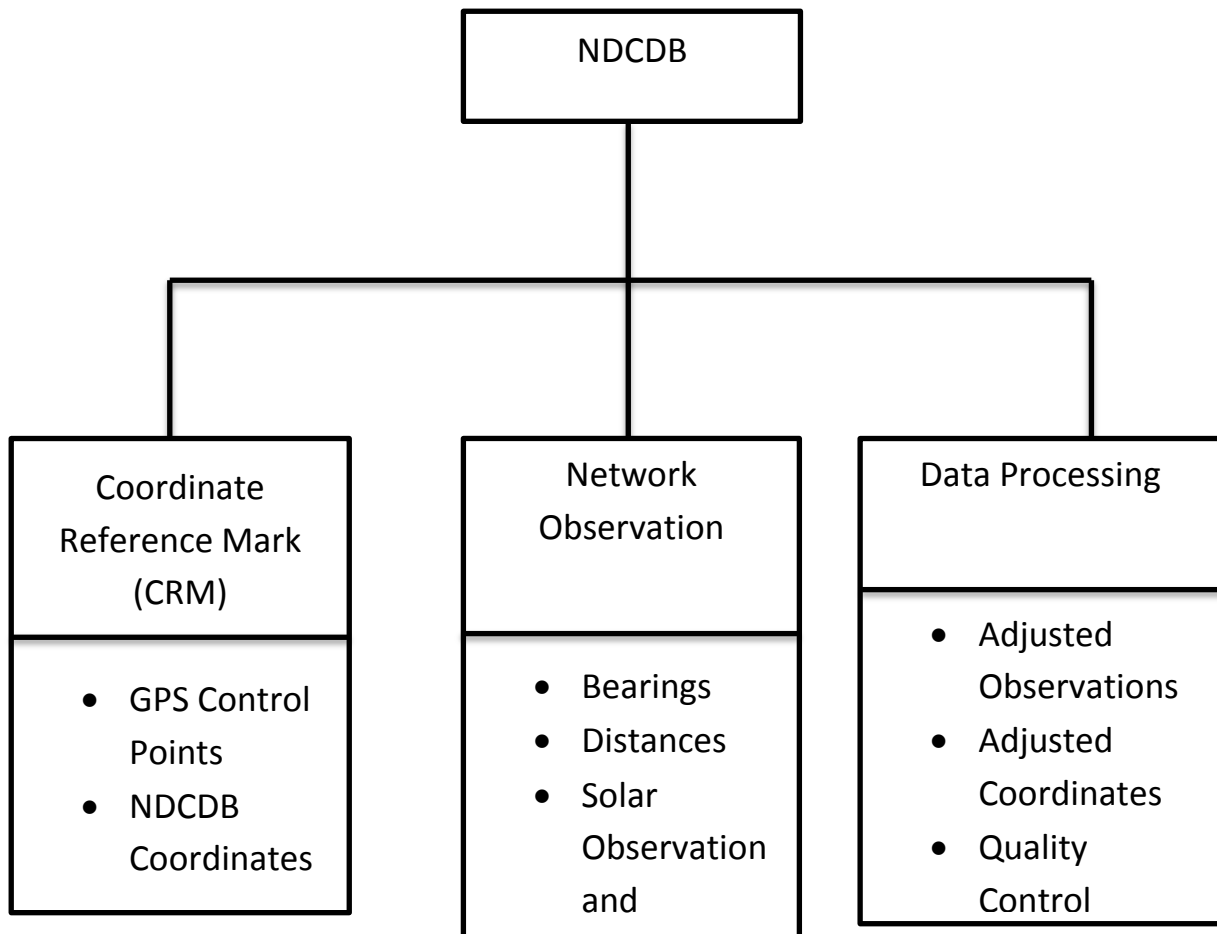 NDCDB
Coordinate
Reference Mark
(CRM)
• GPS Control
Points
• NDCDB
Coordinates
Network
Observation
• Bearings
• Distances
• Solar
Observation
and
Data Processing
• Adjusted
Observations
• Adjusted
Coordinates
• Quality
Control